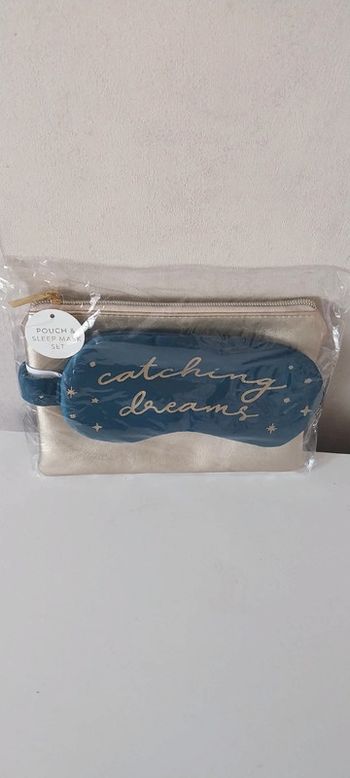 POUCH &
SLEEP MASK
SET
catching
dreams